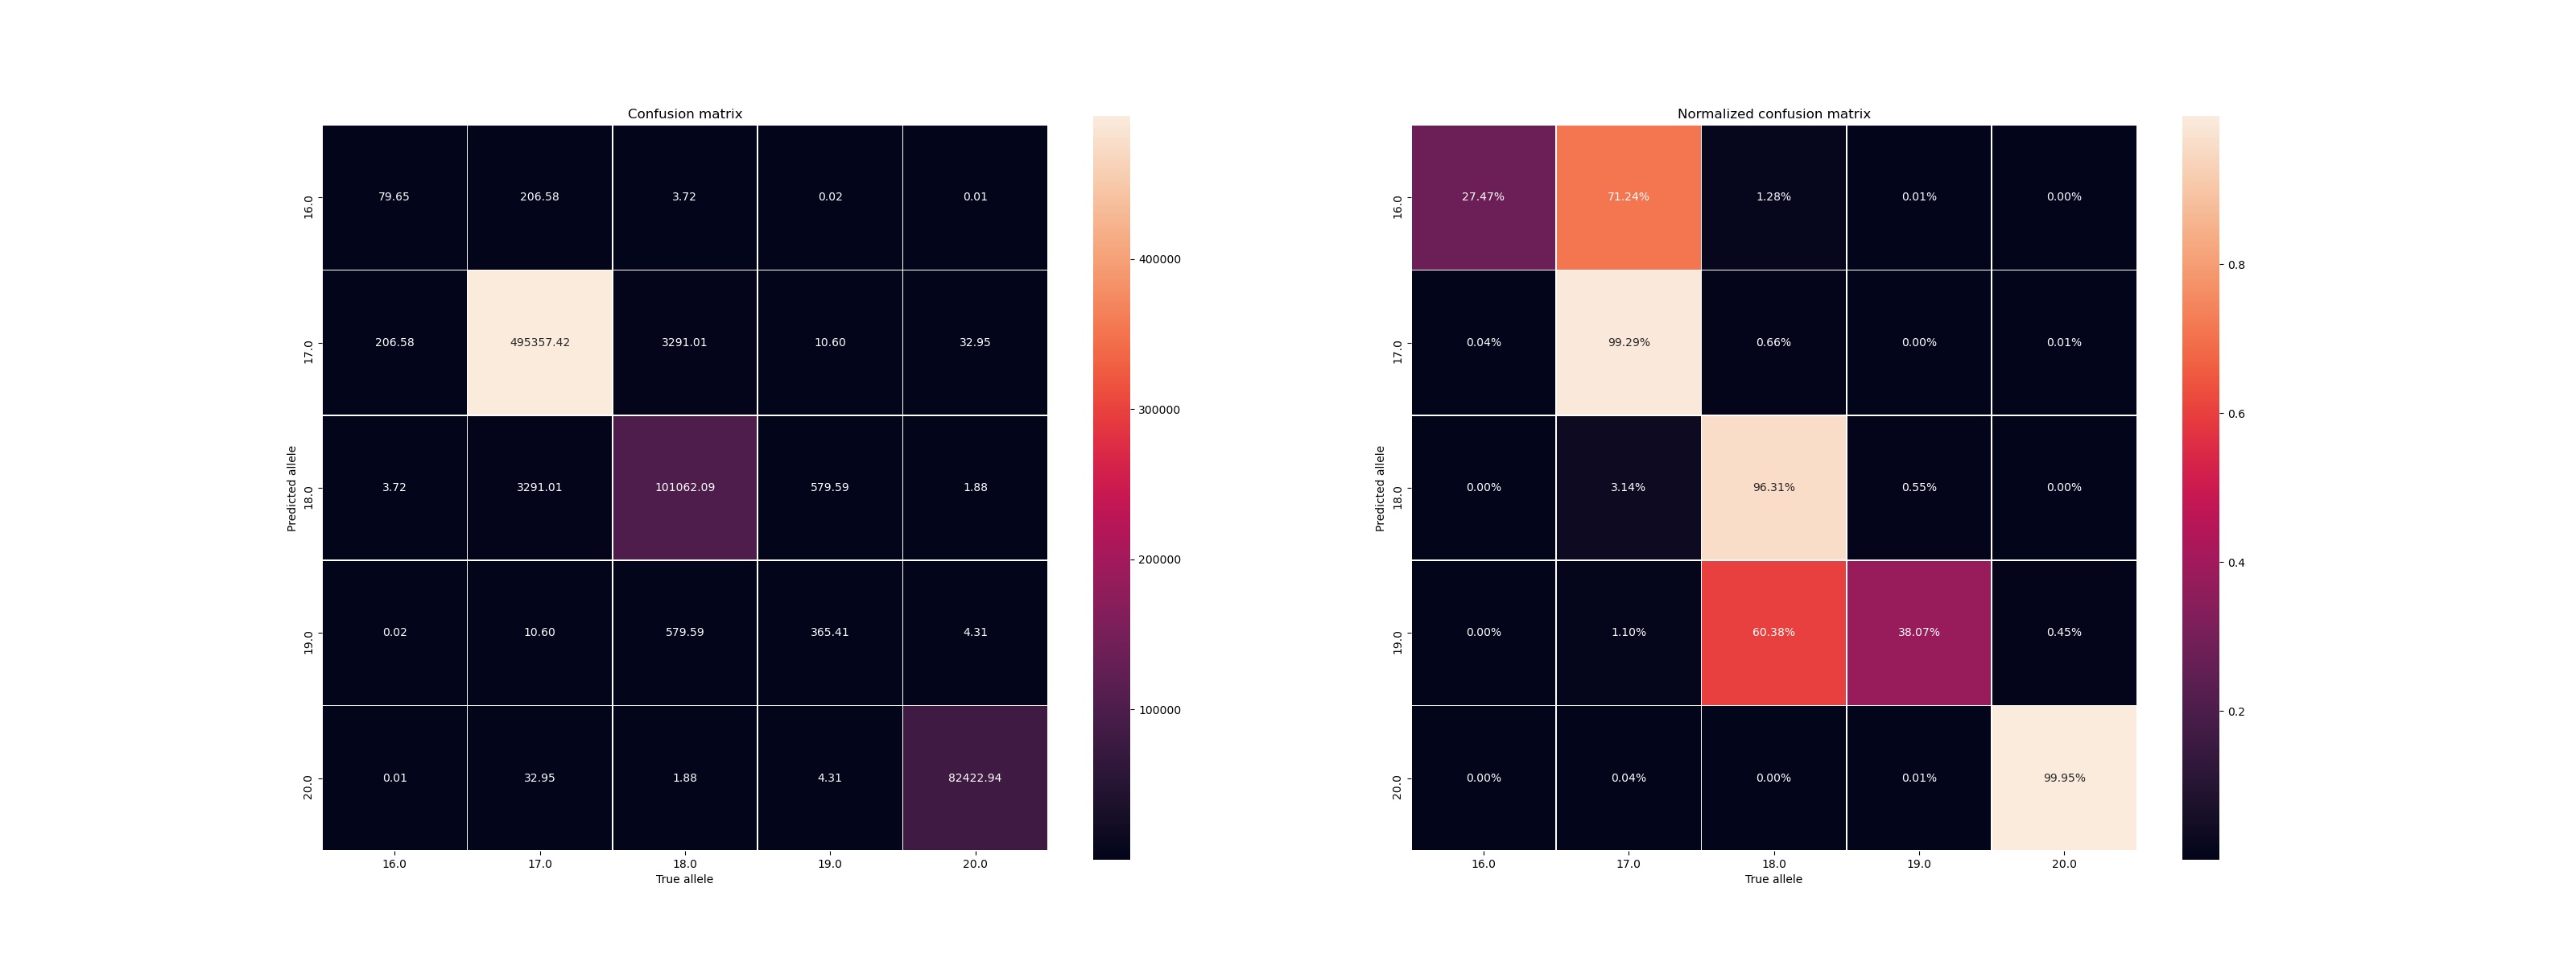 Confusion matrix
16.0 79.65 206.58 3.72 0.02 0.01
17.0 206.58 495357.42 3291.01 10.60 32.95
18.0 3.72 3291.01 101062.09 579.59 1.88
19.0 0.02 10.60 579.59 365.41 4.31
20.0 0.01 32.95 1.88 4.31 82422.94
Predicted allele
16.0 17.0 18.0 19.0 20.0
True allele
400000
300000
200000
100000
Normalized confusion matrix
16.0 27.47% 71.24% 1.28% 0.01% 0.00%
17.0 0.04% 99.29% 0.66% 0.00% 0.01%
18.0 0.00% 3.14% 96.31% 0.55% 0.00%
19.0 0.00% 1.10% 60.38% 38.07% 0.45%
20.0 0.00% 0.04% 0.00% 0.01% 99.95%
Predicted allele
16.0 17.0 18.0 19.0 20.0
True allele
0.8
0.6
0.4
0.2